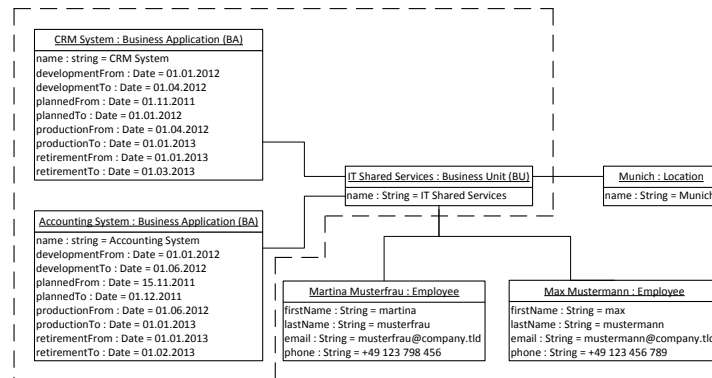 CRM System : Business Application (BA)
name : string = CRM System
developmentFrom : Date = 01.01.2012
developmentTo : Date = 01.04.2012
plannedFrom : Date = 01.11.2011
plannedTo : Date = 01.01.2012
productionFrom : Date = 01.04.2012
productionTo : Date = 01.01.2013
retirementFrom : Date = 01.01.2013
retirementTo : Date = 01.03.2013
IT Shared Services : Business Unit (BU)
name : String = IT Shared Services
Munich : Location
name : String = Munich
Accounting System : Business Application (BA)
name : string = Accounting System
developmentFrom : Date = 01.01.2012
developmentTo : Date = 01.06.2012
plannedFrom : Date = 15.11.2011
plannedTo : Date = 01.12.2011
productionFrom : Date = 01.06.2012
productionTo : Date = 01.01.2013
retirementFrom : Date = 01.01.2013
retirementTo : Date = 01.02.2013
Martina Musterfrau : Employee
firstName : String = martina
lastName : String = musterfrau
email : String = musterfrau@company.tld
phone : String = +49 123 798 456
Max Mustermann : Employee
firstName : String = max
lastName : String = mustermann
email : String = mustermann@company.tld
phone : String = +49 123 456 789